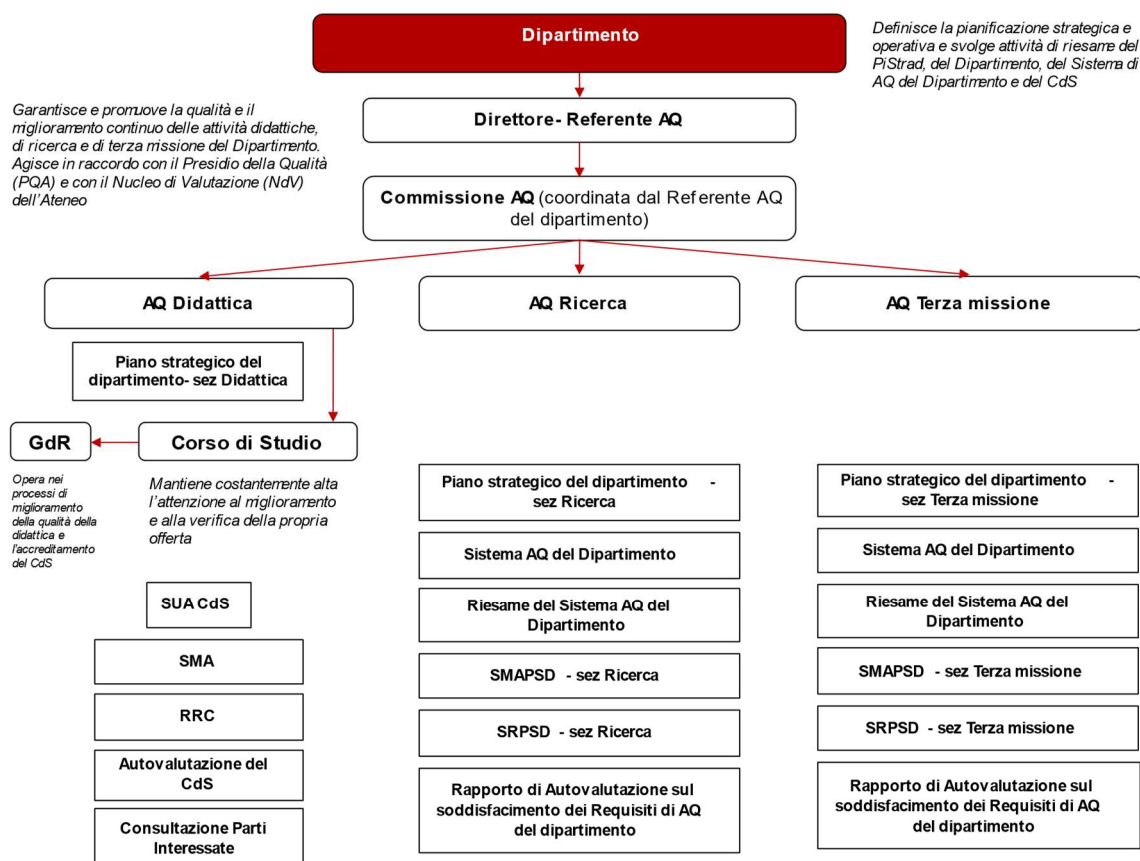 Dipartimento
Definisce la pianificazione strategica e
operativa e svolge attività di riesame del
PiStrad, del Dipartimento, del Sistema di
AQ del Dipartimento e del CdS
Garantisce e promuove la qualità e il
miglioramento continuo delle attività didattiche,
di ricerca e di terza missione del Dipartimento.
Agisce in raccordo con il Presidio della Qualità
(PQA) e con il Nucleo di Valutazione (NdV)
dell'Ateneo
Direttore- Referente AQ
Commissione AQ (coordinata dal Referente AQ
del dipartimento)
AQ Didattica
AQ Ricerca
AQ Terza missione
Piano strategico del
dipartimento- sez Didattica
GdR
Corso di Studio
Opera nei
processi di
miglioramento
della qualità della
didattica e
l'accreditamento
del CdS
Mantiene costantemente alta
l'attenzione al miglioramento
e alla verifica della propria
offerta
SUA CdS
SMA
RRC
Autovalutazione del
CdS
Consultazione Parti
Interessate
Piano strategico del dipartimento -
sez Ricerca
Sistema AQ del Dipartimento
Riesame del Sistema AQ del
Dipartimento
SMAPSD - sez Ricerca
SRPSD - sez Ricerca
Rapporto di Autovalutazione sul
soddisfacimento dei Requisiti di AQ
del dipartimento
Piano strategico del dipartimento -
sez Terza missione
Sistema AQ del Dipartimento
Riesame del Sistema AQ del
Dipartimento
SMAPSD - sez Terza missione
SRPSD - sez Terza missione
Rapporto di Autovalutazione sul
soddisfacimento dei Requisiti di AQ
del dipartimento